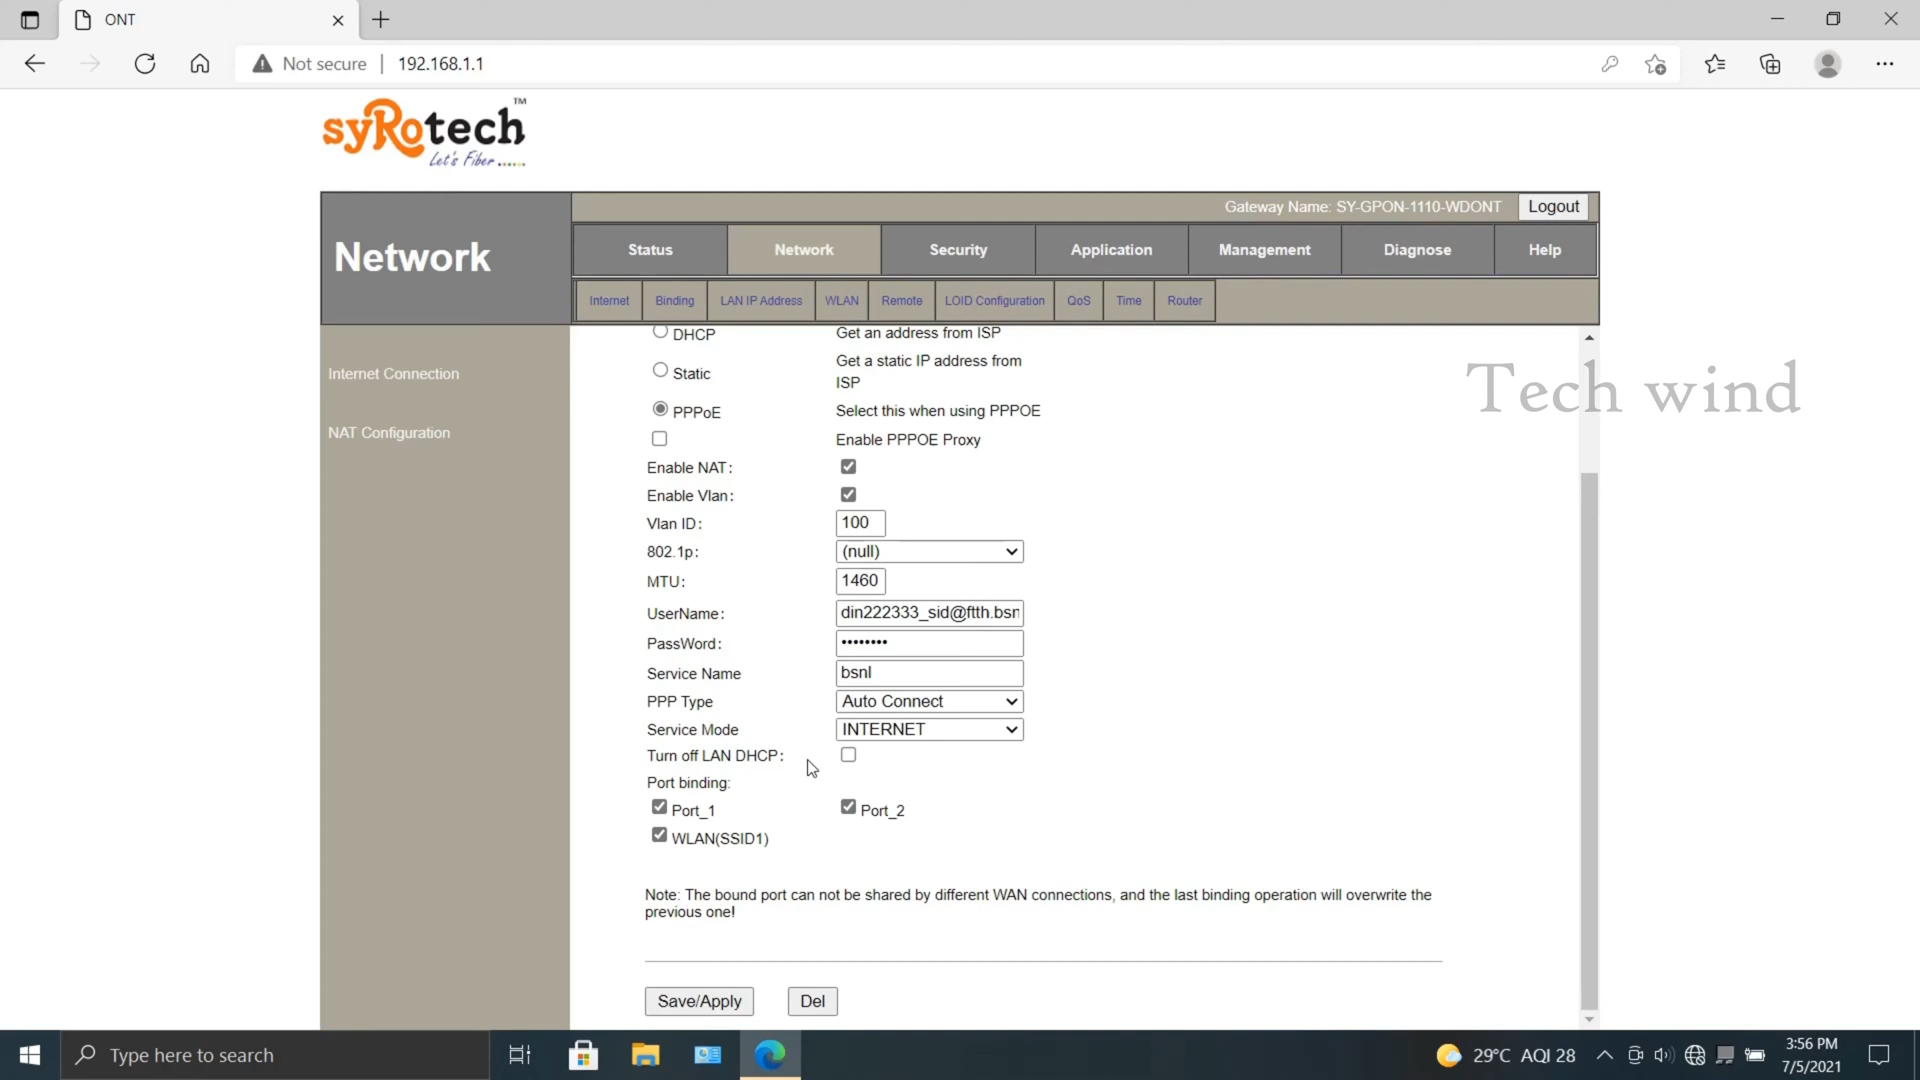 ONT
Not secure 192.168.1.1
syRotech™
Let's Fiber .....
Gateway Name: SY-GPON-1110-WDONT Logout
Network
Status Network Security Application Management Diagnose Help
Internet Binding LAN IP Address WLAN Remote LOID Configuration QoS Time Router
Internet Connection
NAT Configuration
DHCP Get an address from ISP
Static Get a static IP address from
ISP
PPPoE Select this when using PPPOE
Enable PPPOE Proxy
Enable NAT:
Enable Vlan:
Vlan ID: 100
802.1p: (null)
MTU: 1460
UserName: din222333_sid@ftth.bsn
PassWord: ••••••••
Service Name bsnl
PPP Type Auto Connect
Service Mode INTERNET
Turn off LAN DHCP:
Port binding:
Port_1 Port_2
WLAN(SSID1)
Note: The bound port can not be shared by different WAN connections, and the last binding operation will overwrite the
previous one!
Save/Apply Del
Tech wind
Type here to search
29°C AQI 28
3:56 PM
7/5/2021